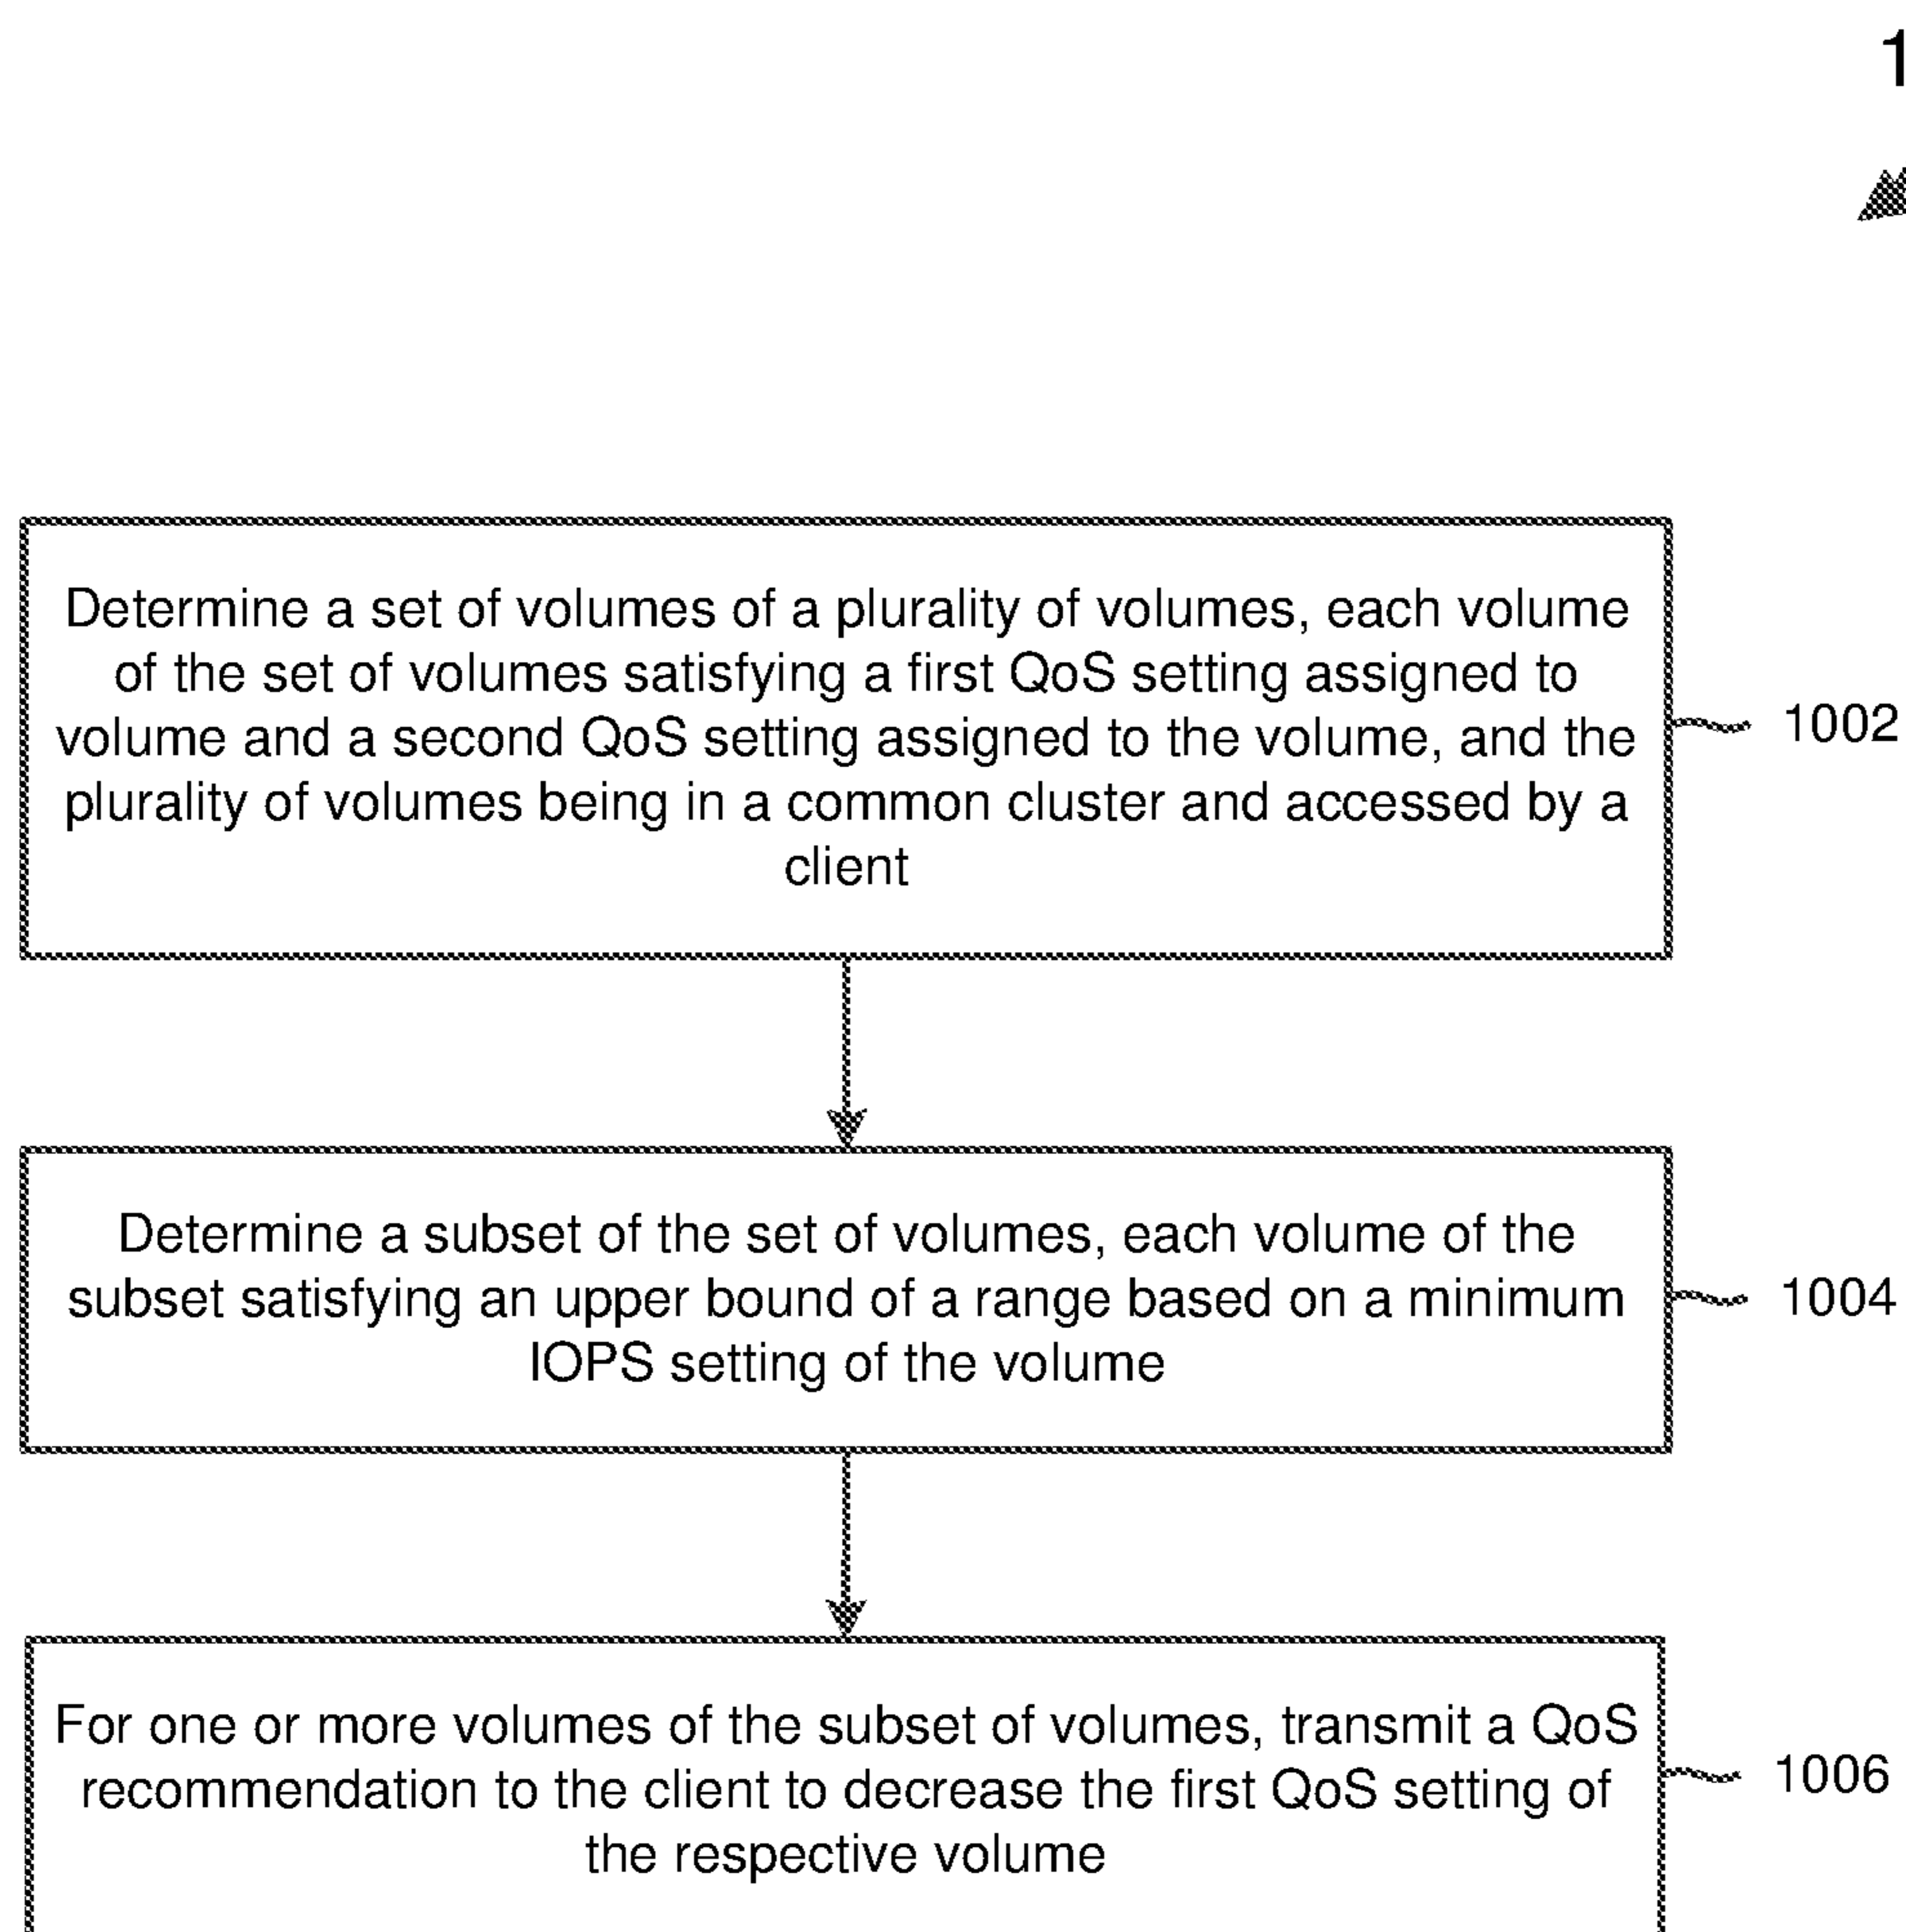 1
Determine a set of volumes of a plurality of volumes, each volume
of the set of volumes satisfying a first QoS setting assigned to
volume and a second QoS setting assigned to the volume, and the
plurality of volumes being in a common cluster and accessed by a
client
1002
Determine a subset of the set of volumes, each volume of the
subset satisfying an upper bound of a range based on a minimum
IOPS setting of the volume
1004
For one or more volumes of the subset of volumes, transmit a QoS
recommendation to the client to decrease the first QoS setting of
the respective volume
1006